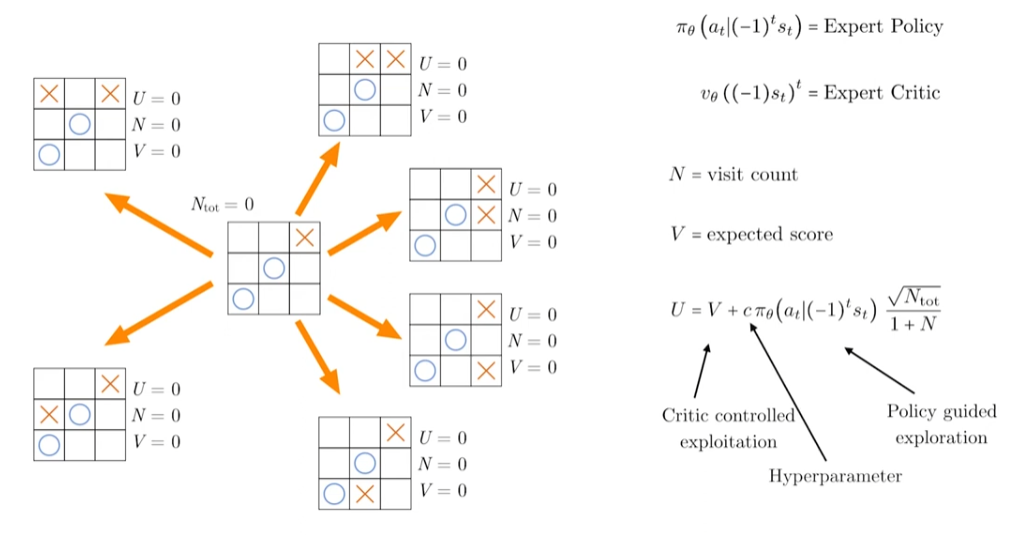 U = 0
N = 0
V = 0
U = 0
N = 0
V = 0
U = 0
N = 0
V = 0
N_tot = 0
U = 0
N = 0
V = 0
U = 0
N = 0
V = 0
U = 0
N = 0
V = 0
π_θ (a_t|(−1)^t s_t) = Expert Policy
v_θ ((−1)s_t)^t = Expert Critic
N = visit count
V = expected score
U = V + c π_θ(a_t|(−1)^t s_t) √N_tot / 1 + N
Critic controlled
exploitation
Hyperparameter
Policy guided
exploration